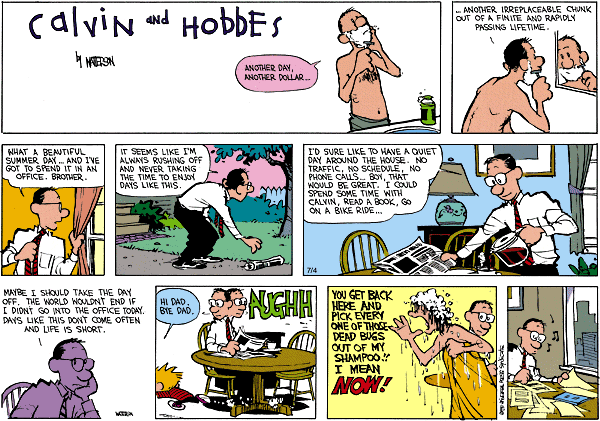 Calvin and Hobbes
by Watterson
ANOTHER DAY,
ANOTHER DOLLAR...
...ANOTHER IRREPLACEABLE CHUNK
OUT OF A FINITE AND RAPIDLY
PASSING LIFETIME.
WHAT A BEAUTIFUL
SUMMER DAY... AND I'VE
GOT TO SPEND IT IN AN
OFFICE. BROTHER.
IT SEEMS LIKE I'M
ALWAYS RUSHING OFF
AND NEVER TAKING
THE TIME TO ENJOY
DAYS LIKE THIS.
I'D SURE LIKE TO HAVE A QUIET
DAY AROUND THE HOUSE. NO
TRAFFIC, NO SCHEDULE, NO
PHONE CALLS... BOY, THAT
WOULD BE GREAT. I COULD
SPEND SOME TIME WITH
CALVIN, READ A BOOK, GO
ON A BIKE RIDE...
7/4
MAYBE I SHOULD TAKE THE DAY
OFF. THE WORLD WOULDN'T END IF
I DIDN'T GO INTO THE OFFICE TODAY.
DAYS LIKE THIS DON'T COME OFTEN
AND LIFE IS SHORT.
WATTERSON
HI DAD.
BYE DAD.
AUGHH
YOU GET BACK
HERE AND
PICK EVERY
ONE OF THOSE
DEAD BUGS
OUT OF MY
SHAMPOO!!
I MEAN
NOW!